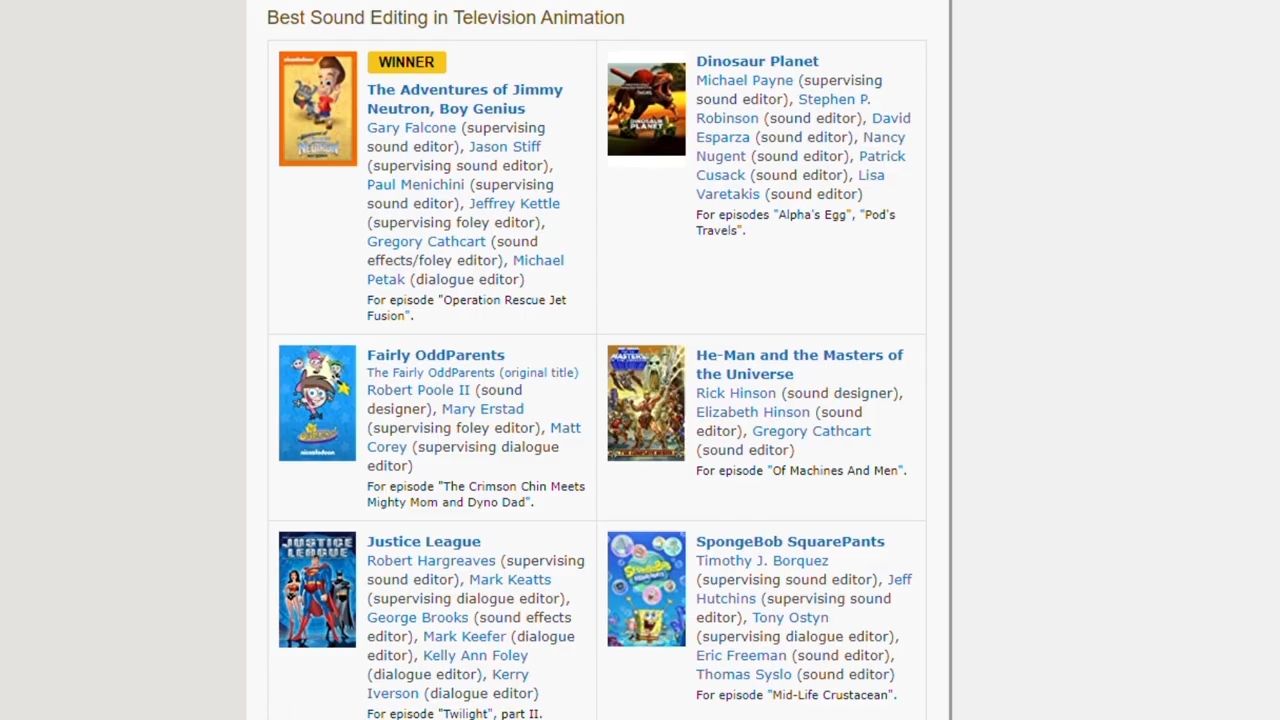 Best Sound Editing in Television Animation
WINNER
The Adventures of Jimmy
Neutron, Boy Genius
Gary Falcone (supervising
sound editor), Jason Stiff
(supervising sound editor),
Paul Menichini (supervising
sound editor), Jeffrey Kettle
(supervising foley editor),
Gregory Cathcart (sound
effects/foley editor), Michael
Petak (dialogue editor)
For episode "Operation Rescue Jet
Fusion".
Dinosaur Planet
Michael Payne (supervising
sound editor), Stephen P.
Robinson (sound editor), David
Esparza (sound editor), Nancy
Nugent (sound editor), Patrick
Cusack (sound editor), Lisa
Varetakis (sound editor)
For episodes "Alpha's Egg", "Pod's
Travels".
DINOSAUR
PLANET
Fairly OddParents
The Fairly OddParents (original title)
Robert Poole II (sound
designer), Mary Erstad
(supervising foley editor), Matt
Corey (supervising dialogue
editor)
For episode "The Crimson Chin Meets
Mighty Mom and Dyno Dad".
nickelodeon
He-Man and the Masters of
the Universe
Rick Hinson (sound designer),
Elizabeth Hinson (sound
editor), Gregory Cathcart
(sound editor)
For episode "Of Machines And Men".
JUSTICE
LEAGUE
Justice League
Robert Hargreaves (supervising
sound editor), Mark Keatts
(supervising dialogue editor),
George Brooks (sound effects
editor), Mark Keefer (dialogue
editor), Kelly Ann Foley
(dialogue editor), Kerry
Iverson (dialogue editor)
For episode "Twilight", part II.
SpongeBob SquarePants
Timothy J. Borquez
(supervising sound editor), Jeff
Hutchins (supervising sound
editor), Tony Ostyn
(supervising dialogue editor),
Eric Freeman (sound editor),
Thomas Syslo (sound editor)
For episode "Mid-Life Crustacean".